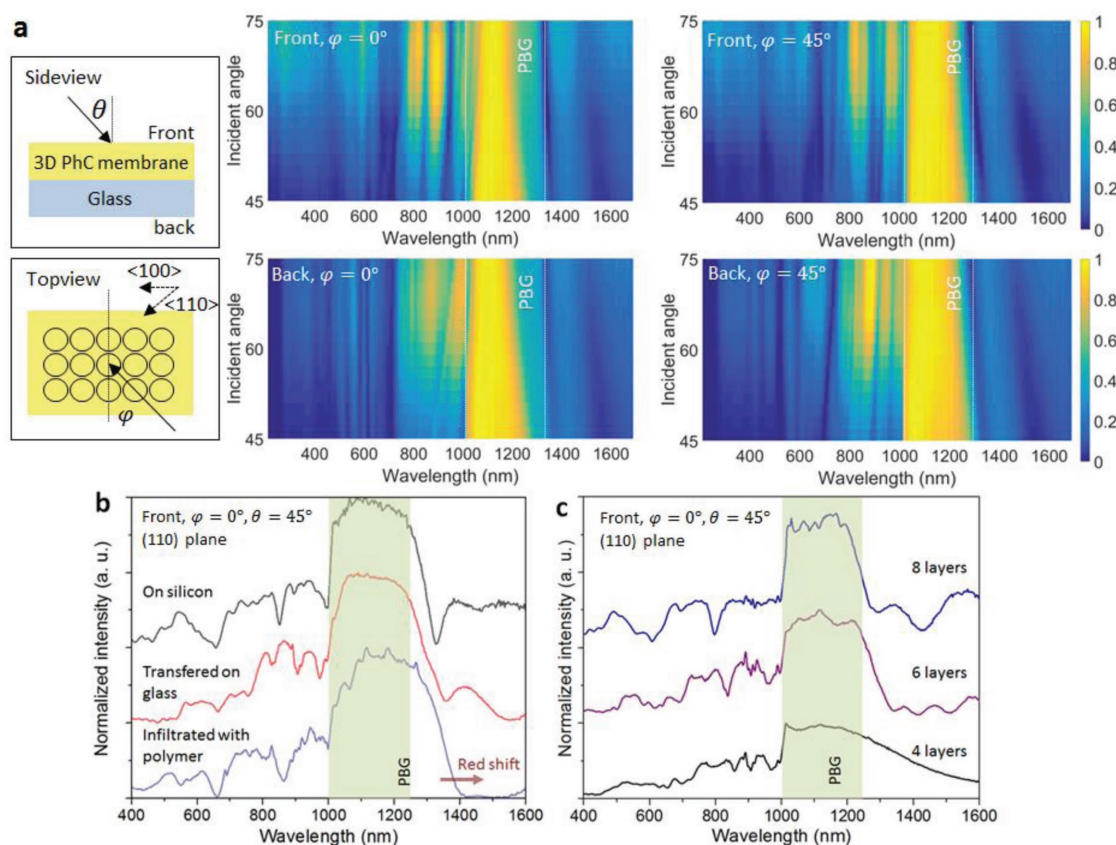 a
Sideview
θ
Front
3D PhC membrane
Glass
back
Topview
<100>
<110>
φ
Front, φ = 0°
PBG
Incident angle
75
60
45
400 600 800 1000 1200 1400 1600
Wavelength (nm)
Front, φ = 45°
PBG
Incident angle
75
60
45
400 600 800 1000 1200 1400 1600
Wavelength (nm)
1
0.8
0.6
0.4
0.2
0
Back, φ = 0°
PBG
Incident angle
75
60
45
400 600 800 1000 1200 1400 1600
Wavelength (nm)
Back, φ = 45°
PBG
Incident angle
75
60
45
400 600 800 1000 1200 1400 1600
Wavelength (nm)
1
0.8
0.6
0.4
0.2
0
b
Front, φ = 0°, θ = 45°
(110) plane
On silicon
Transfered on
glass
Infiltrated with
polymer
PBG
Red shift
Normalized intensity (a. u.)
400 600 800 1000 1200 1400 1600
Wavelength (nm)
c
Front, φ = 0°, θ = 45°
(110) plane
8 layers
6 layers
4 layers
PBG
Normalized intensity (a. u.)
400 600 800 1000 1200 1400 1600
Wavelength (nm)